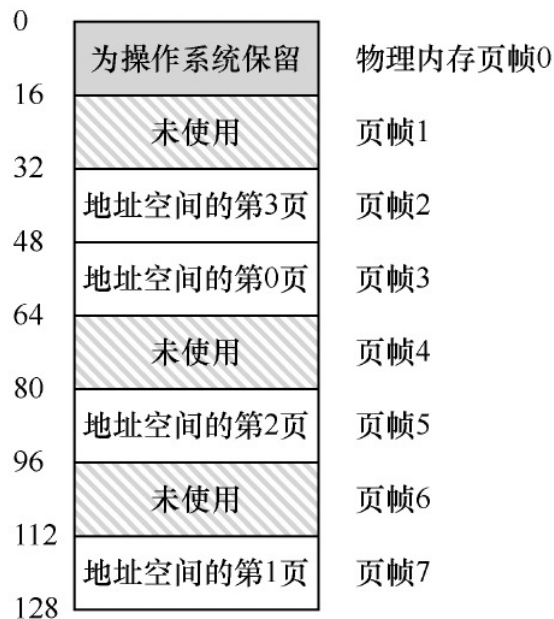 0
为操作系统保留 物理内存页帧0
16
未使用 页帧1
32
地址空间的第3页 页帧2
48
地址空间的第0页 页帧3
64
未使用 页帧4
80
地址空间的第2页 页帧5
96
未使用 页帧6
112
地址空间的第1页 页帧7
128